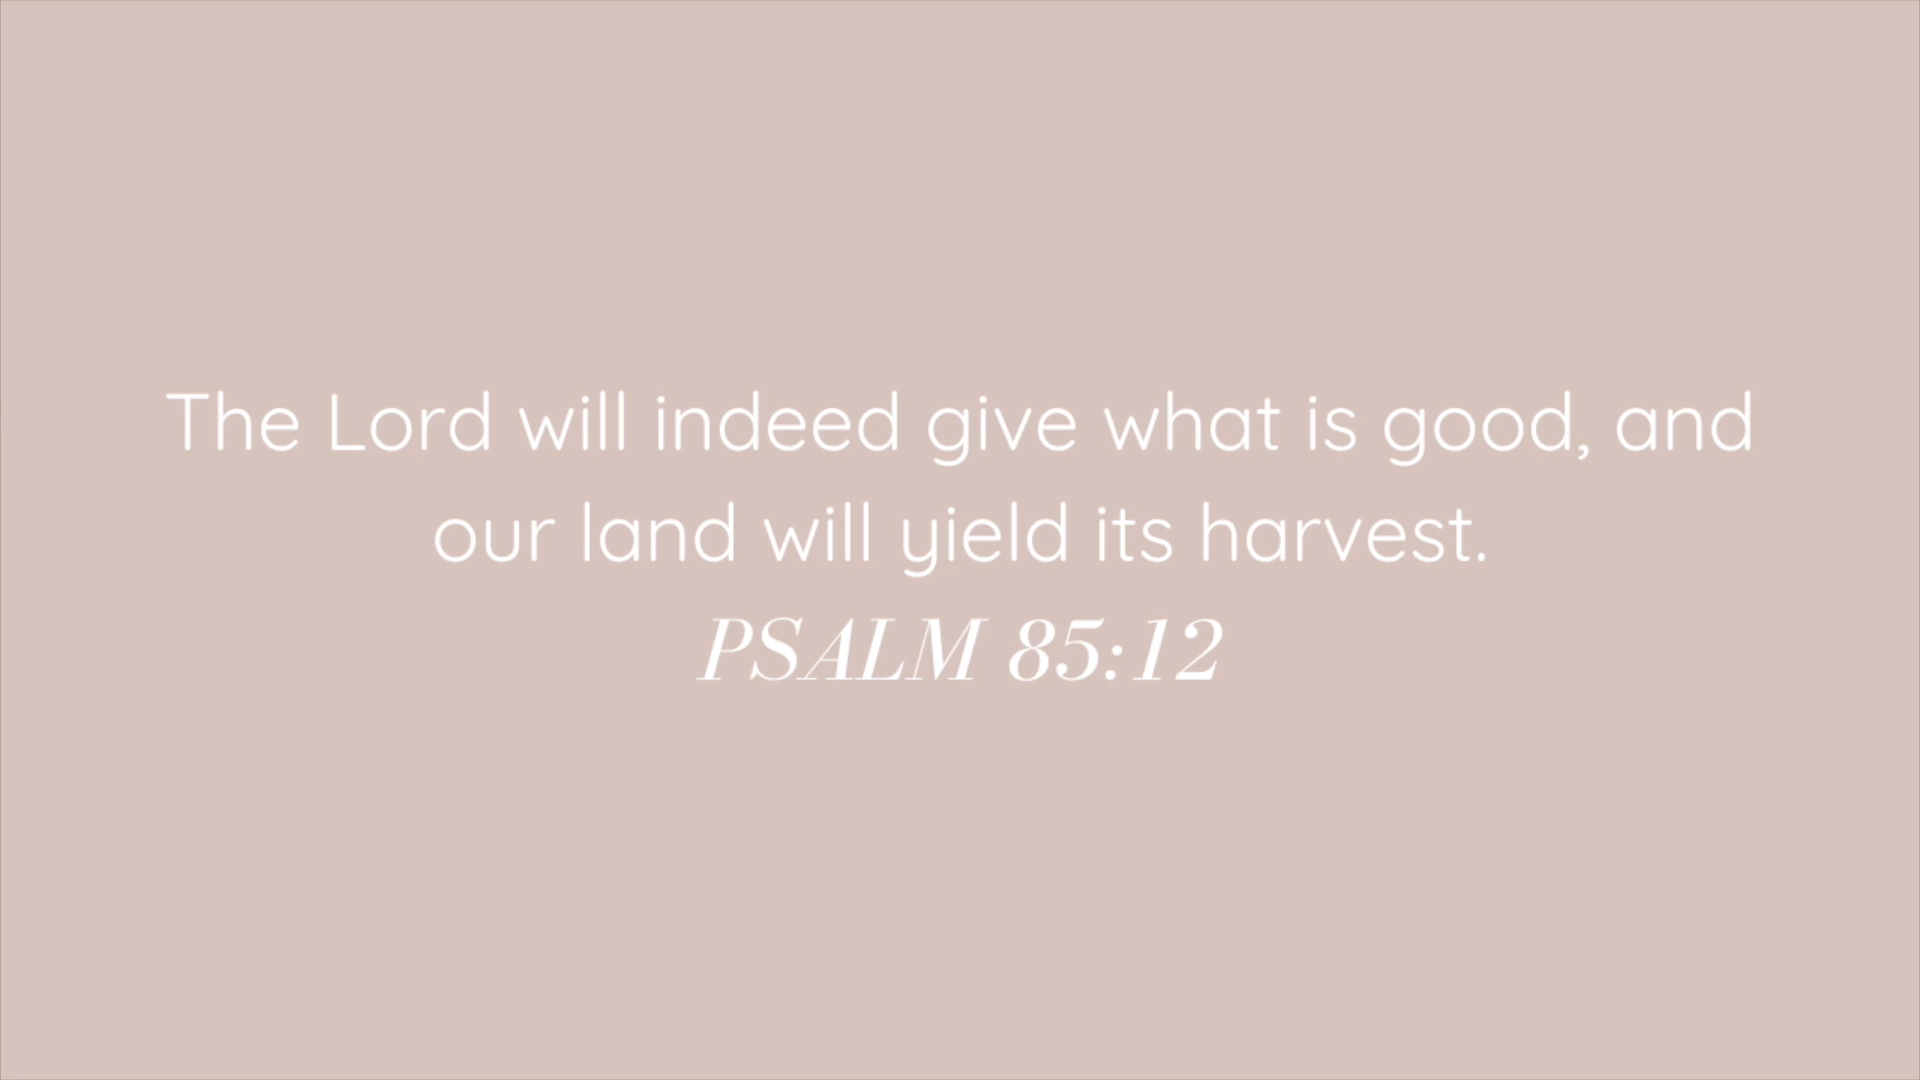 The Lord will indeed give what is good, and
our land will yield its harvest.
PSALM 85:12